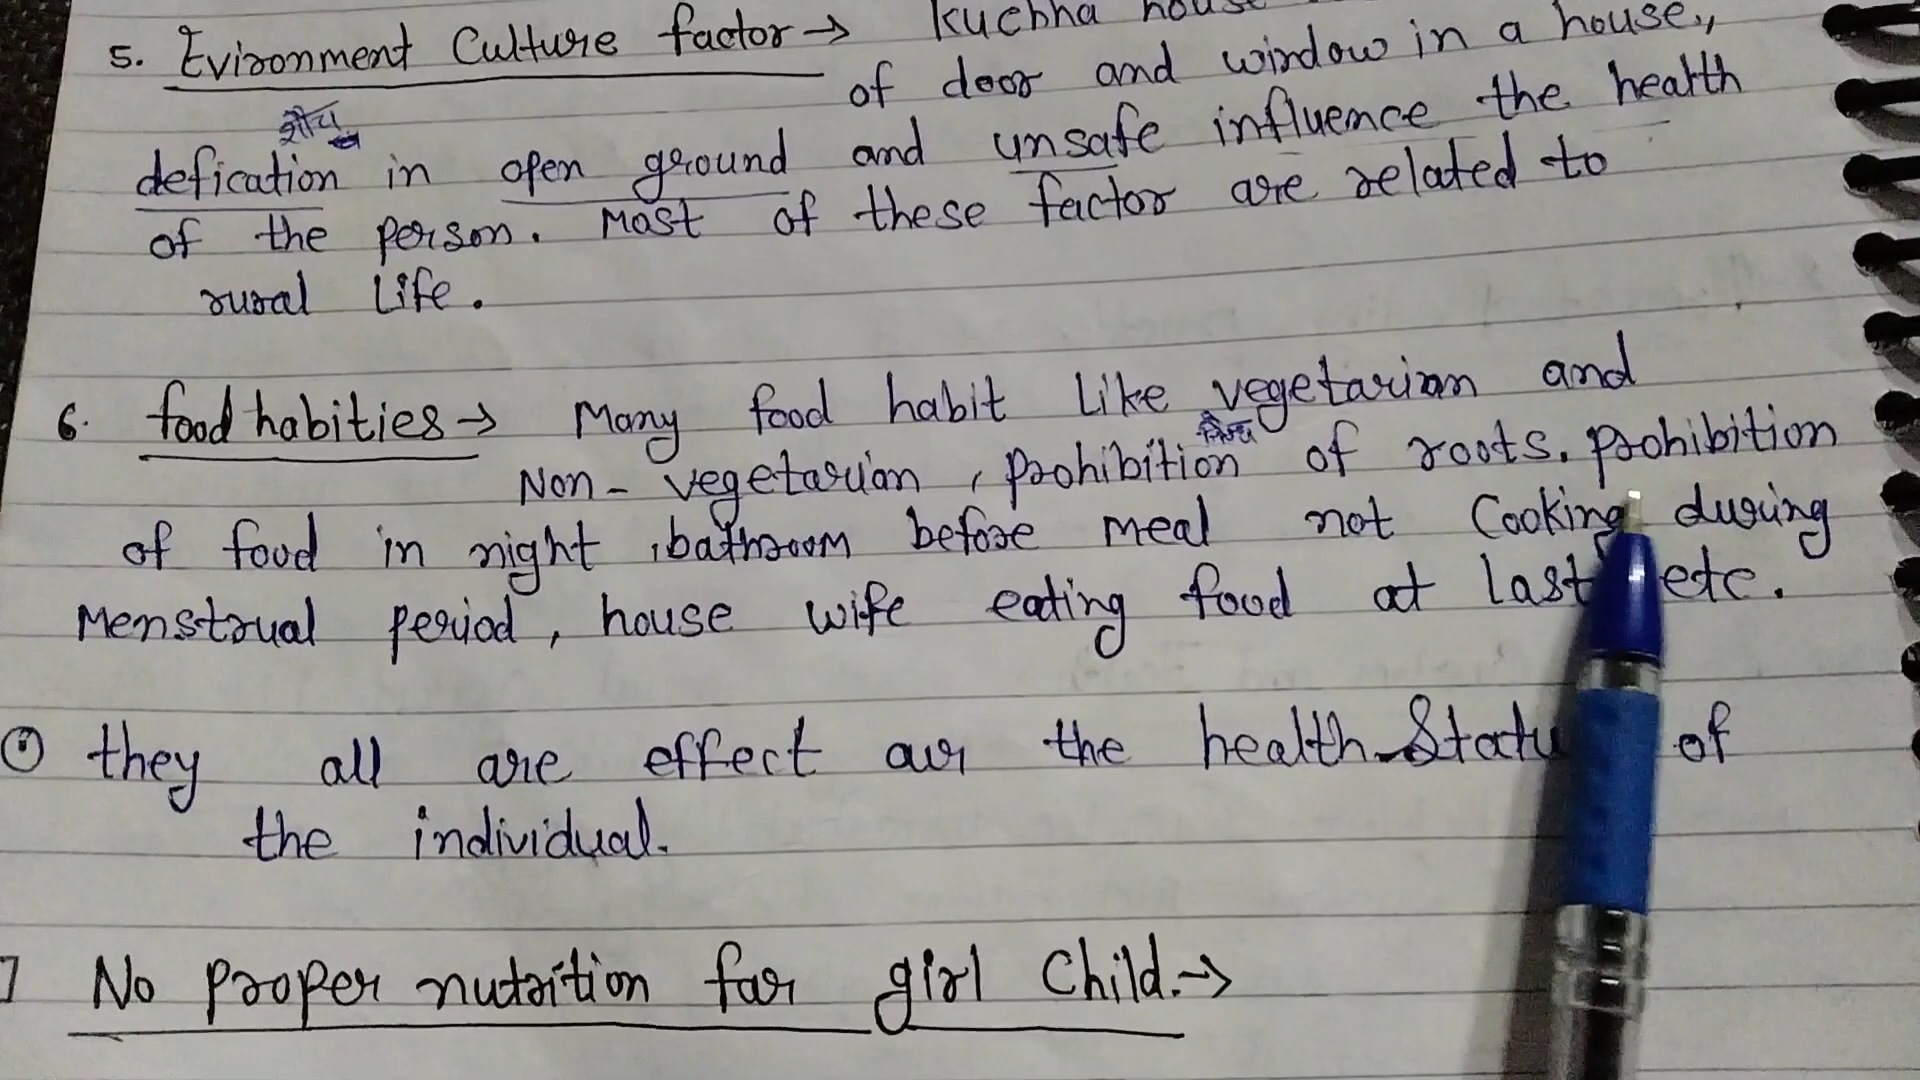 5. Evironment Culture factor → Kuchha house
of door and window in a house,,
शौच
defication in open ground and unsafe influence the health
of the person. Most of these factor are related to
rural Life.
6. food habities → Many food habit like vegetarian and
Non-vegetarian, prohibition of roots. prohibition
of food in night, bathroom before meal not Cooking during
Menstrual period, house wife eating food at last etc.
they all are effect the health Statu of
the individual.
7 No proper nutrition for girl Child. →